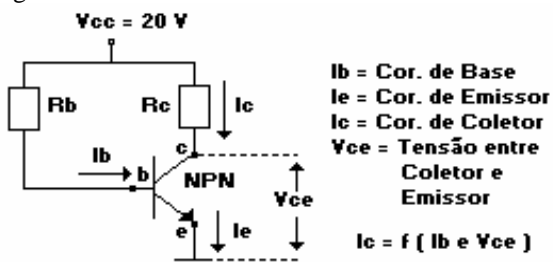 Vcc = 20 V
Rb
Rc
Ic
Ib
b
c
NPN
e
Ie
Vce
Ib = Cor. de Base
Ie = Cor. de Emissor
Ic = Cor. de Coletor
Vce = Tensão entre
Coletor e
Emissor
Ic = f ( Ib e Vce )